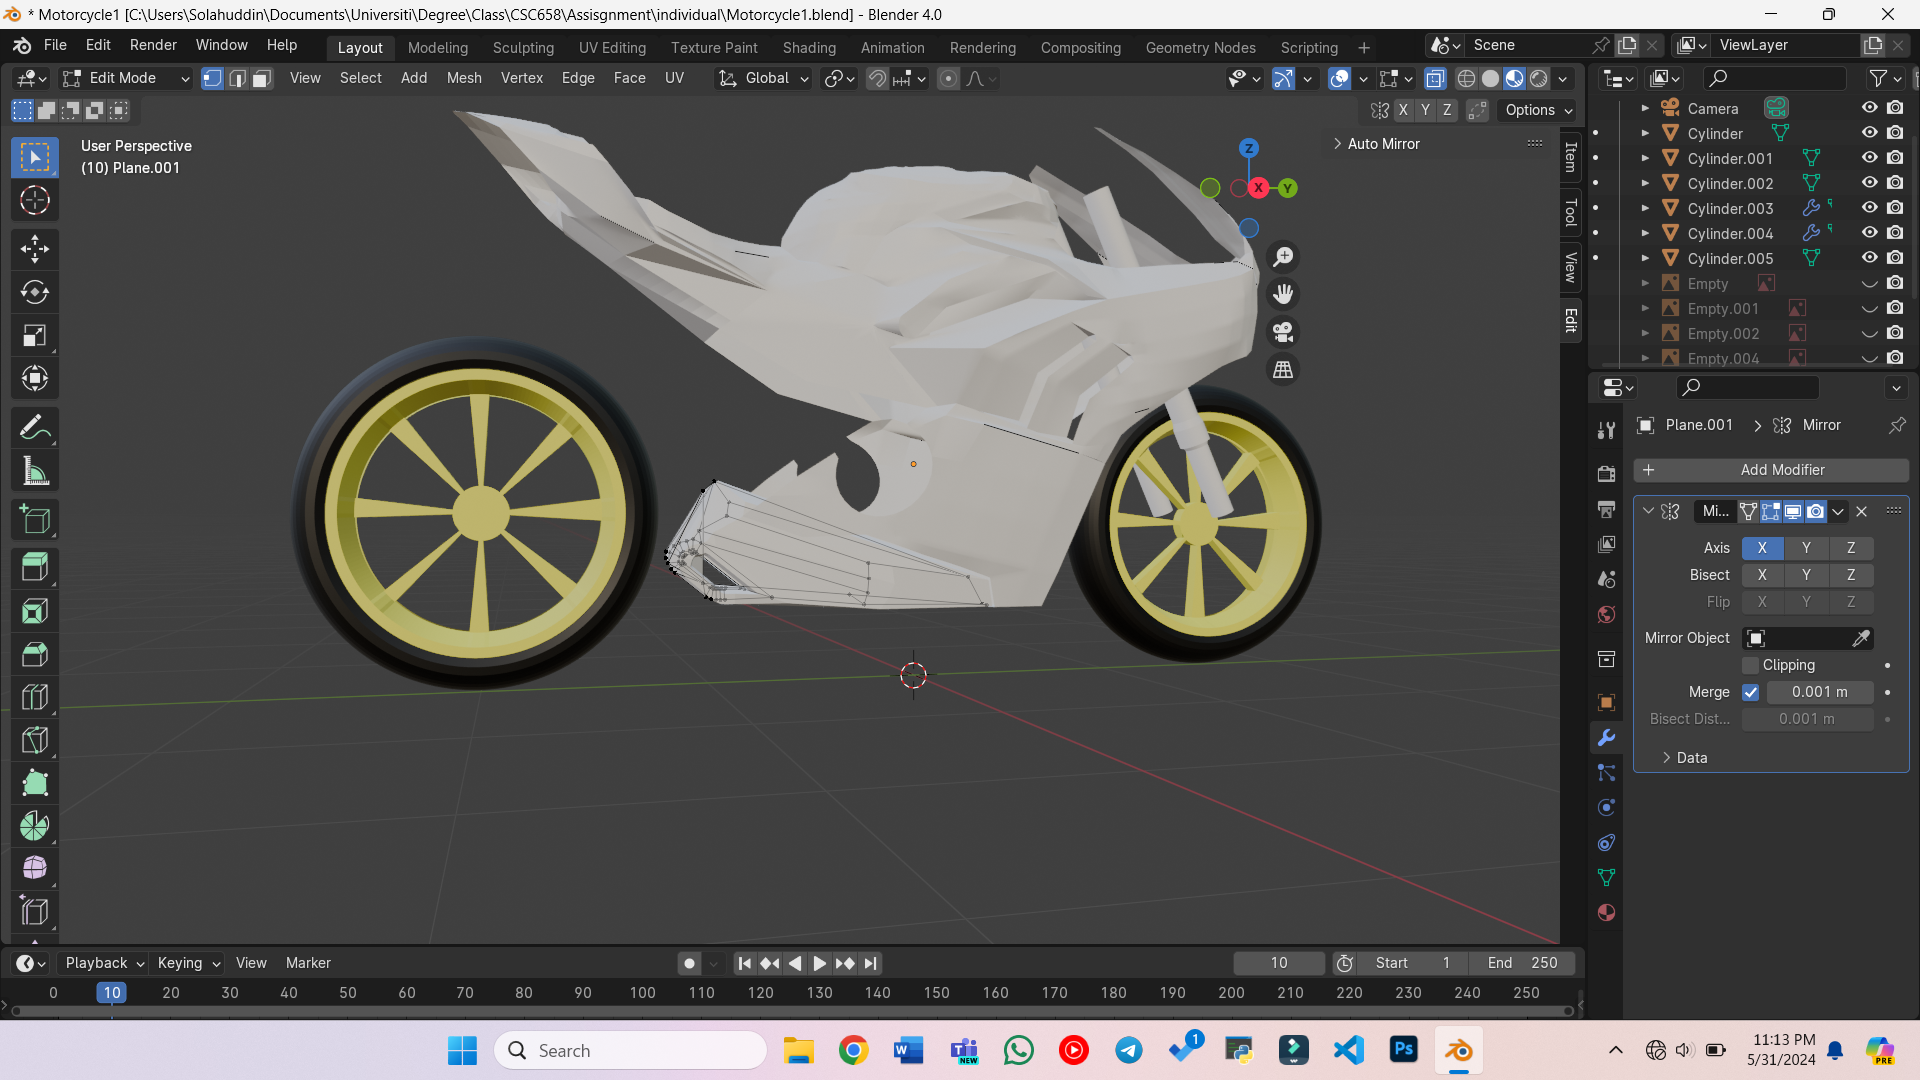 * Motorcycle1 [C:\Users\Solahuddin\Documents\Universiti\Degree\Class\CSC658\Assisgnment\individual\Motorcycle1.blend] - Blender 4.0
File Edit Render Window Help Layout Modeling Sculpting UV Editing Texture Paint Shading Animation Rendering Compositing Geometry Nodes Scripting + Scene ViewLayer
Edit Mode View Select Add Mesh Vertex Edge Face UV Global
X Y Z Options
User Perspective
(10) Plane.001
Auto Mirror
Z
X
Y
Item
Tool
View
Edit
Camera
Cylinder
Cylinder.001
Cylinder.002
Cylinder.003
Cylinder.004
Cylinder.005
Empty
Empty.001
Empty.002
Empty.004
Plane.001 > Mirror
+ Add Modifier
Mi...
Axis X Y Z
Bisect X Y Z
Flip X Y Z
Mirror Object
Clipping
Merge 0.001 m
Bisect Dist... 0.001 m
Data
Playback Keying View Marker 10 Start 1 End 250
0 10 20 30 40 50 60 70 80 90 100 110 120 130 140 150 160 170 180 190 200 210 220 230 240 250
Search
W
NEW
1
Ps
11:13 PM
5/31/2024
PRE